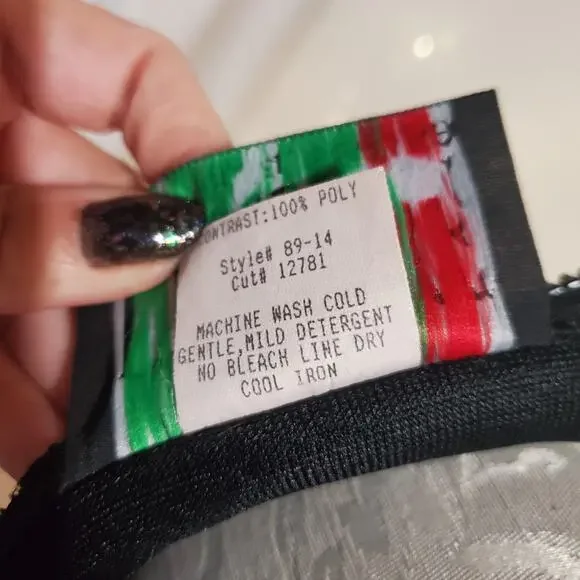 CONTRAST:100% POLY
Style# 89-14
Cut# 12781
MACHINE WASH COLD
GENTLE,MILD DETERGENT
NO BLEACH LINE DRY
COOL IRON